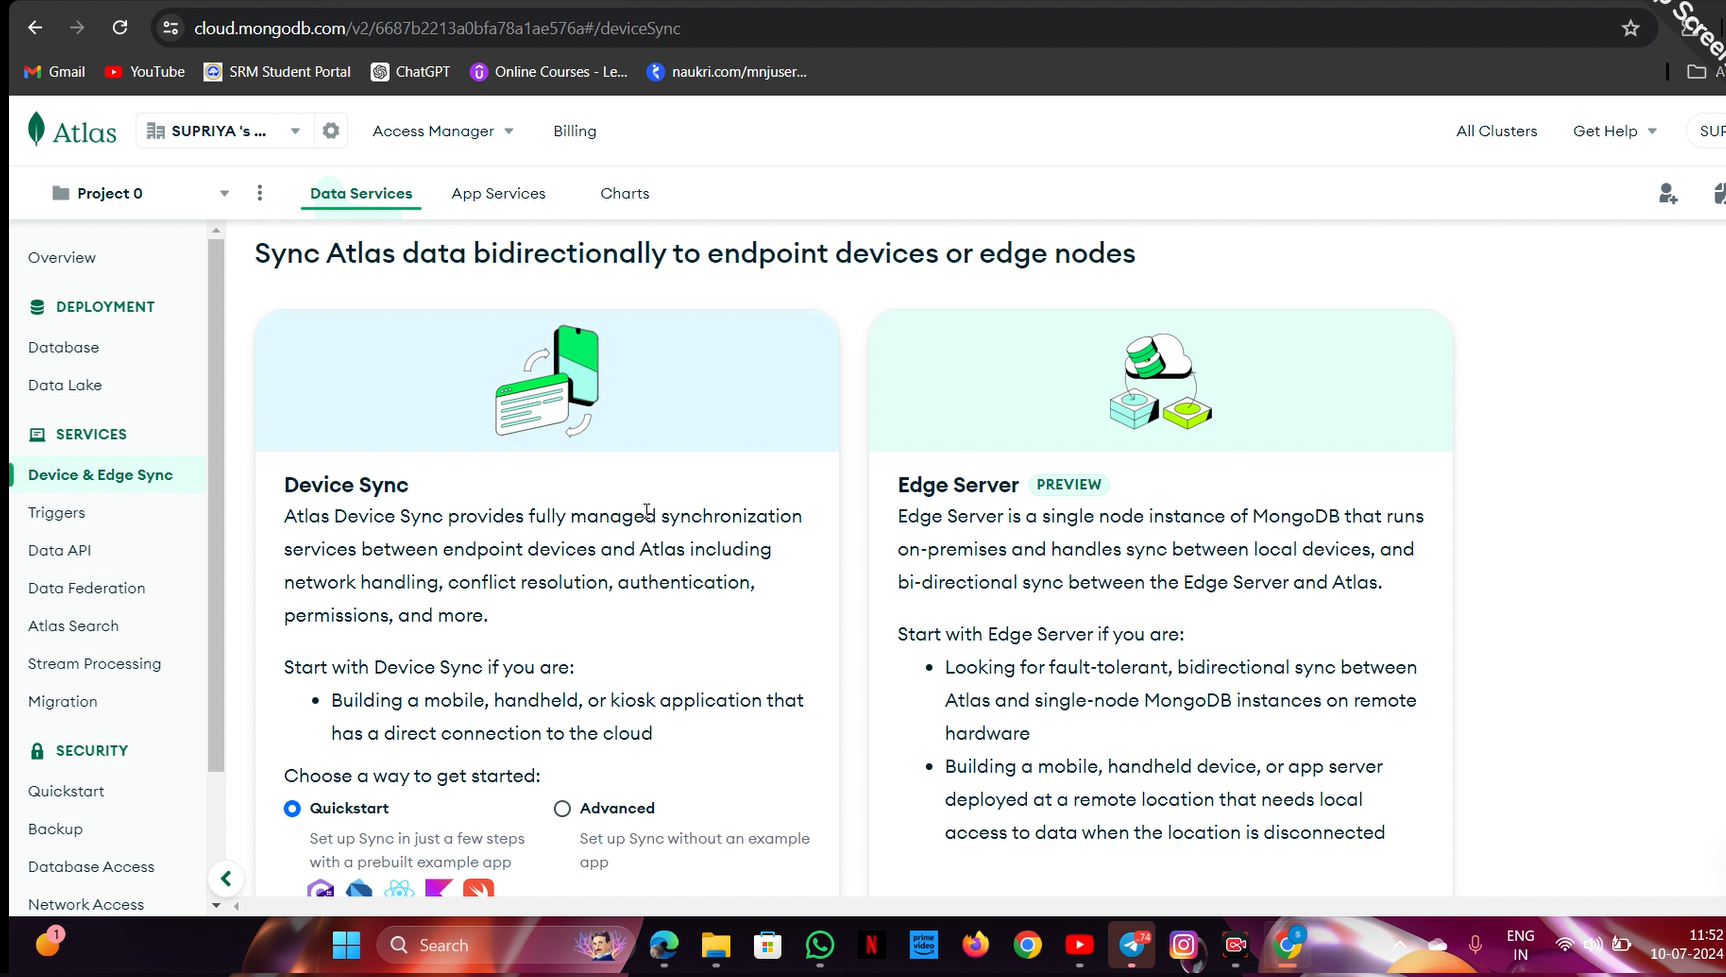 cloud.mongodb.com/v2/6687b2213a0bfa78a1ae576a#/deviceSync
Gmail YouTube SRM Student Portal ChatGPT Online Courses - Le... naukri.com/mnjuser...
Atlas SUPRIYA 's ... Access Manager Billing All Clusters Get Help SUP
Project 0 Data Services App Services Charts
Overview
DEPLOYMENT
Database
Data Lake
SERVICES
Device & Edge Sync
Triggers
Data API
Data Federation
Atlas Search
Stream Processing
Migration
SECURITY
Quickstart
Backup
Database Access
Network Access
Sync Atlas data bidirectionally to endpoint devices or edge nodes
Device Sync
Atlas Device Sync provides fully managed synchronization
services between endpoint devices and Atlas including
network handling, conflict resolution, authentication,
permissions, and more.
Start with Device Sync if you are:
• Building a mobile, handheld, or kiosk application that
has a direct connection to the cloud
Choose a way to get started:
Quickstart
Set up Sync in just a few steps
with a prebuilt example app
Advanced
Set up Sync without an example
app
Edge Server PREVIEW
Edge Server is a single node instance of MongoDB that runs
on-premises and handles sync between local devices, and
bi-directional sync between the Edge Server and Atlas.
Start with Edge Server if you are:
• Looking for fault-tolerant, bidirectional sync between
Atlas and single-node MongoDB instances on remote
hardware
• Building a mobile, handheld device, or app server
deployed at a remote location that needs local
access to data when the location is disconnected
1
Search
prime video
74
ENG
IN
11:52
10-07-2024